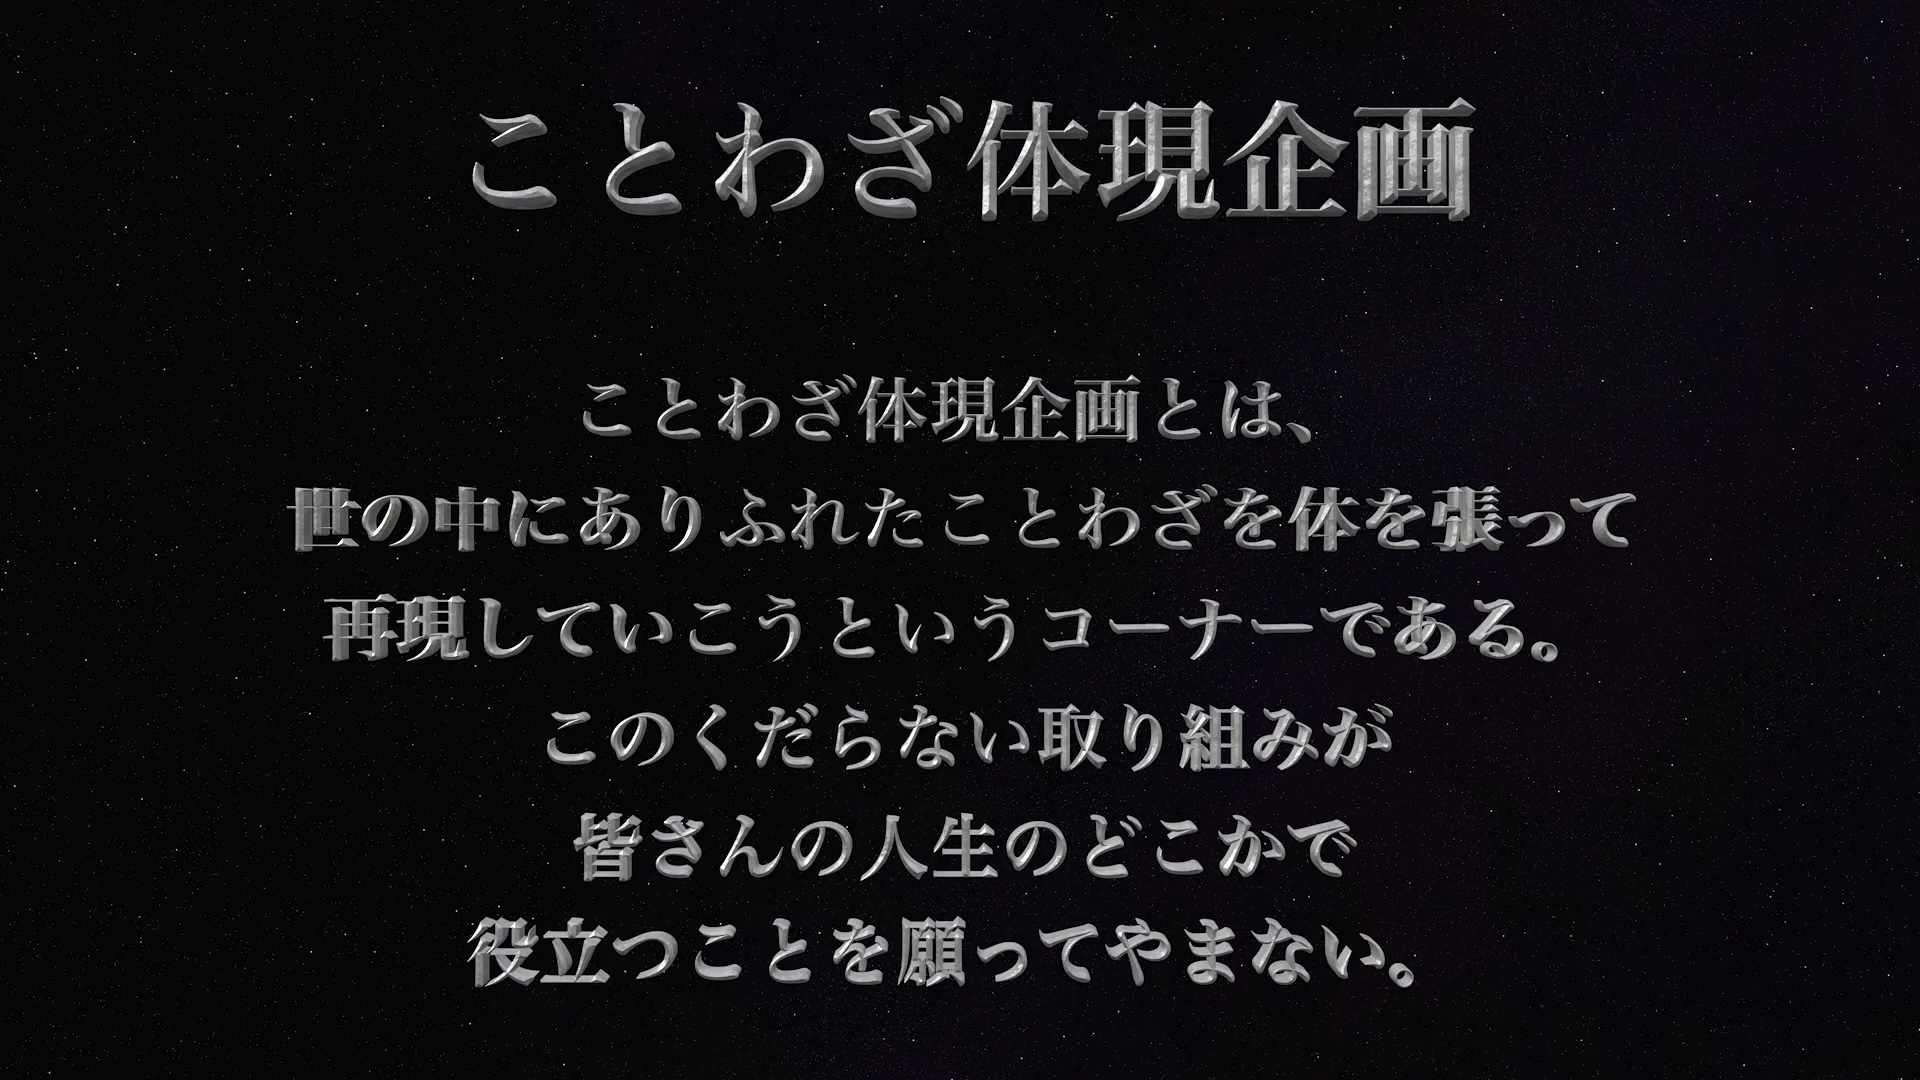 ことわざ体現企画
ことわざ体現企画とは、
世の中にありふれたことわざを体を張って
再現していこうというコーナーである。
このくだらない取り組みが
皆さんの人生のどこかで
役立つことを願ってやまない。